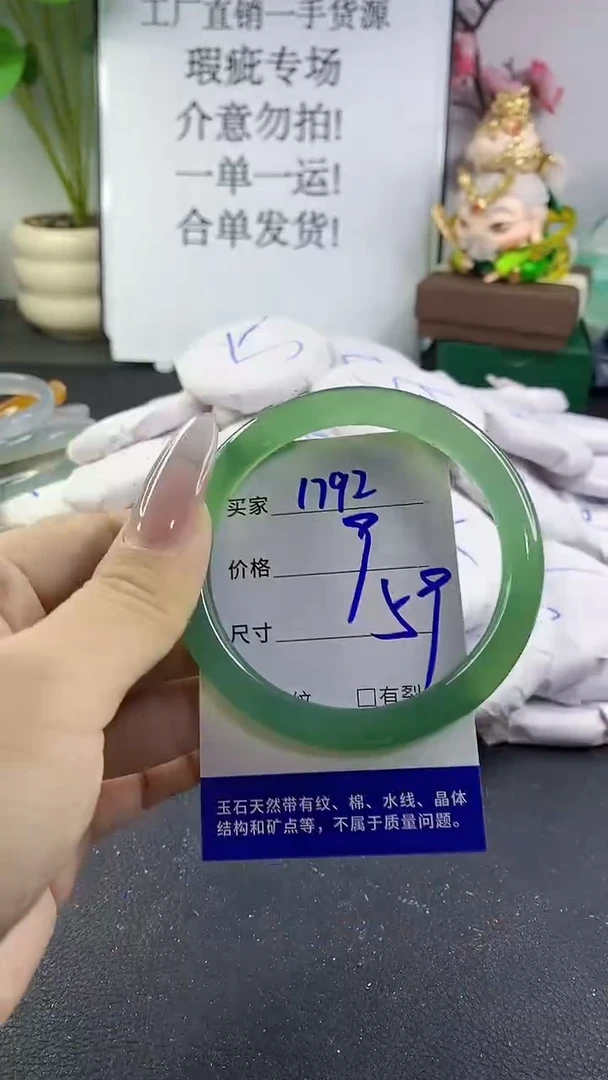 工厂直销一手货源
瑕疵专场
介意勿拍!
一单一运!
合单发货!
买家 1792
价格 9
尺寸 59
纹 □有裂
玉石天然带有纹、棉、水线、晶体
结构和矿点等，不属于质量问题。